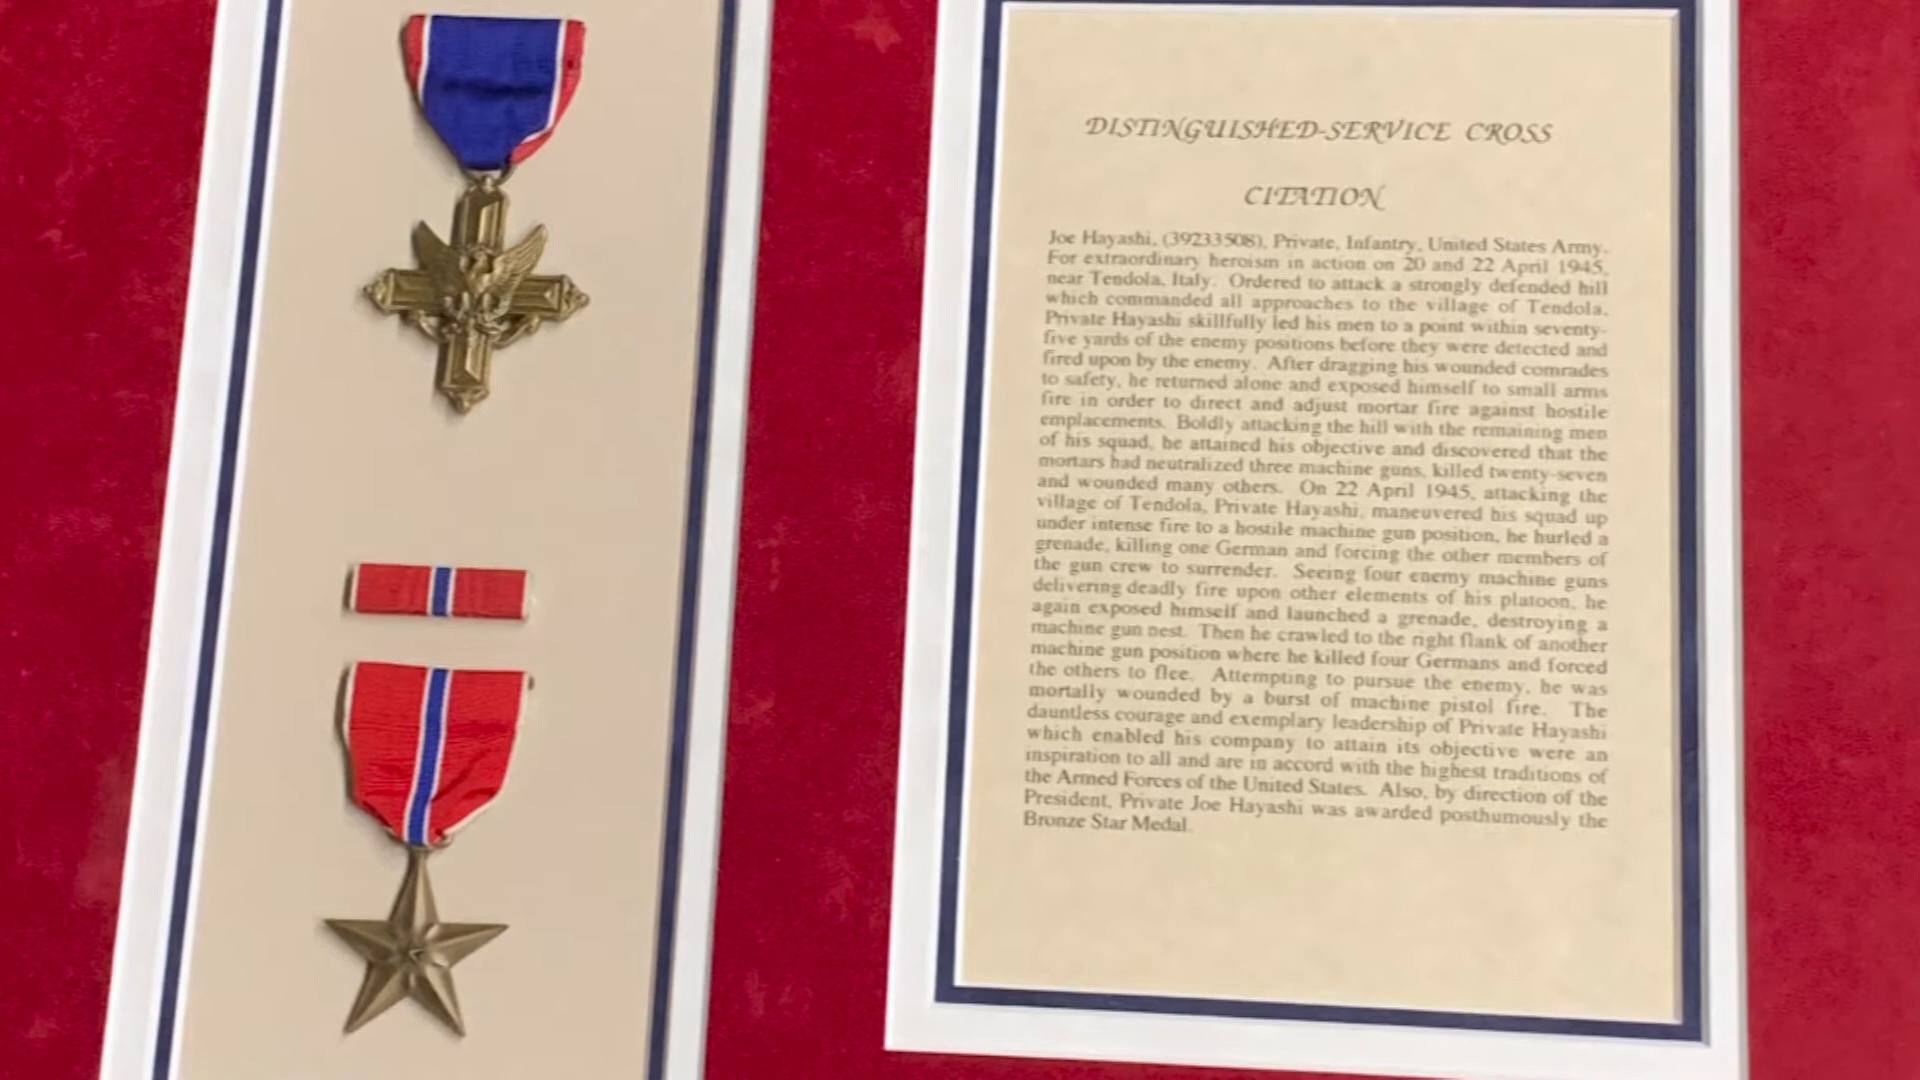 DISTINGUISHED-SERVICE CROSS
CITATION
Joe Hayashi, (39233508), Private, Infantry, United States Army.
For extraordinary heroism in action on 20 and 22 April 1945,
near Tendola, Italy. Ordered to attack a strongly defended hill
which commanded all approaches to the village of Tendola,
Private Hayashi skillfully led his men to a point within seventy-
five yards of the enemy positions before they were detected and
fired upon by the enemy. After dragging his wounded comrades
to safety, he returned alone and exposed himself to small arms
fire in order to direct and adjust mortar fire against hostile
emplacements. Boldly attacking the hill with the remaining men
of his squad, he attained his objective and discovered that the
mortars had neutralized three machine guns, killed twenty-seven
and wounded many others. On 22 April 1945, attacking the
village of Tendola, Private Hayashi, maneuvered his squad up
under intense fire to a hostile machine gun position, he hurled a
grenade, killing one German and forcing the other members of
the gun crew to surrender. Seeing four enemy machine guns
delivering deadly fire upon other elements of his platoon, he
again exposed himself and launched a grenade, destroying a
machine gun nest. Then he crawled to the right flank of another
machine gun position where he killed four Germans and forced
the others to flee. Attempting to pursue the enemy, he was
mortally wounded by a burst of machine pistol fire. The
dauntless courage and exemplary leadership of Private Hayashi
which enabled his company to attain its objective were an
inspiration to all and are in accord with the highest traditions of
the Armed Forces of the United States. Also, by direction of the
President, Private Joe Hayashi was awarded posthumously the
Bronze Star Medal.